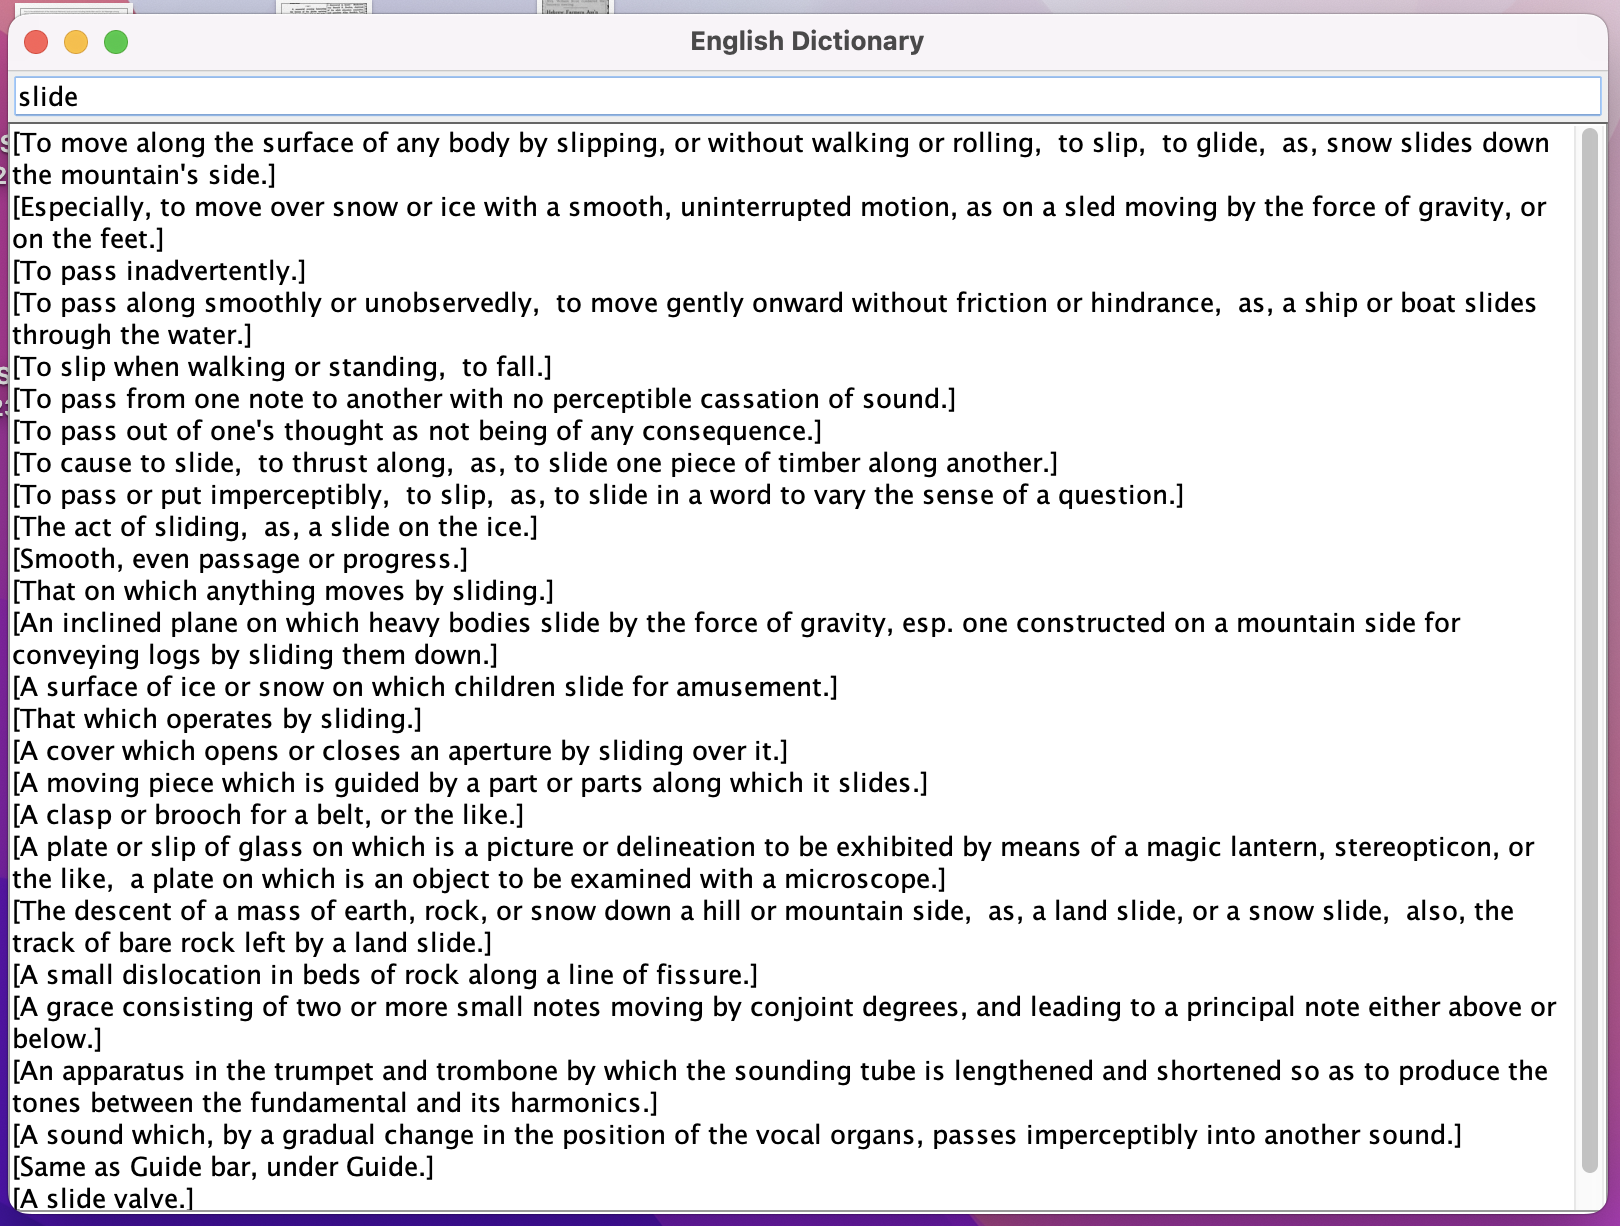 English Dictionary
slide
[To move along the surface of any body by slipping, or without walking or rolling,  to slip,  to glide,  as, snow slides down
the mountain's side.]
[Especially, to move over snow or ice with a smooth, uninterrupted motion, as on a sled moving by the force of gravity, or
on the feet.]
[To pass inadvertently.]
[To pass along smoothly or unobservedly,  to move gently onward without friction or hindrance,  as, a ship or boat slides
through the water.]
[To slip when walking or standing,  to fall.]
[To pass from one note to another with no perceptible cassation of sound.]
[To pass out of one's thought as not being of any consequence.]
[To cause to slide,  to thrust along,  as, to slide one piece of timber along another.]
[To pass or put imperceptibly,  to slip,  as, to slide in a word to vary the sense of a question.]
[The act of sliding,  as, a slide on the ice.]
[Smooth, even passage or progress.]
[That on which anything moves by sliding.]
[An inclined plane on which heavy bodies slide by the force of gravity, esp. one constructed on a mountain side for
conveying logs by sliding them down.]
[A surface of ice or snow on which children slide for amusement.]
[That which operates by sliding.]
[A cover which opens or closes an aperture by sliding over it.]
[A moving piece which is guided by a part or parts along which it slides.]
[A clasp or brooch for a belt, or the like.]
[A plate or slip of glass on which is a picture or delineation to be exhibited by means of a magic lantern, stereopticon, or
the like,  a plate on which is an object to be examined with a microscope.]
[The descent of a mass of earth, rock, or snow down a hill or mountain side,  as, a land slide, or a snow slide,  also, the
track of bare rock left by a land slide.]
[A small dislocation in beds of rock along a line of fissure.]
[A grace consisting of two or more small notes moving by conjoint degrees, and leading to a principal note either above or
below.]
[An apparatus in the trumpet and trombone by which the sounding tube is lengthened and shortened so as to produce the
tones between the fundamental and its harmonics.]
[A sound which, by a gradual change in the position of the vocal organs, passes imperceptibly into another sound.]
[Same as Guide bar, under Guide.]
[A slide valve.]